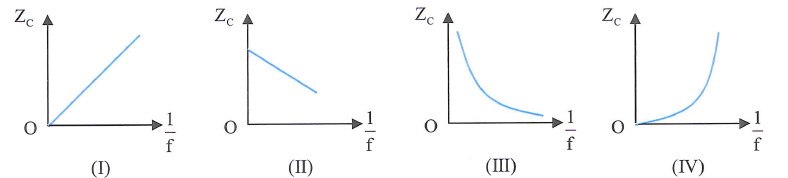 Z_C Z_C Z_C Z_C
O 1/f O 1/f O 1/f O 1/f
(I) (II) (III) (IV)